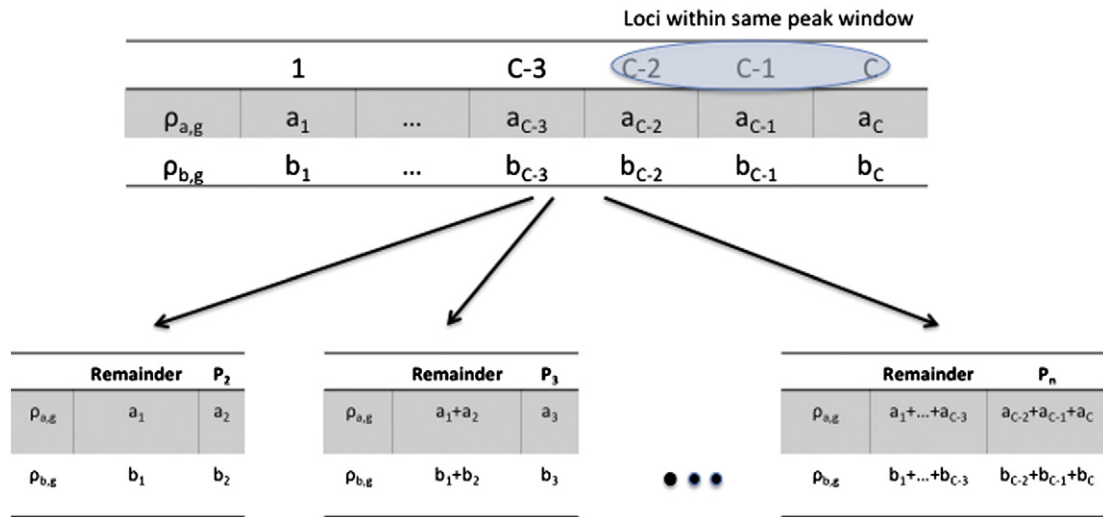 Loci within same peak window
1 C-3 C-2 C-1 C
ρa,g a1 ... aC-3 aC-2 aC-1 aC
ρb,g b1 ... bC-3 bC-2 bC-1 bC
Remainder P2
ρa,g a1 a2
ρb,g b1 b2
Remainder P3
ρa,g a1+a2 a3
ρb,g b1+b2 b3
Remainder Pn
ρa,g a1+...+aC-3 aC-2+aC-1+aC
ρb,g b1+...+bC-3 bC-2+bC-1+bC